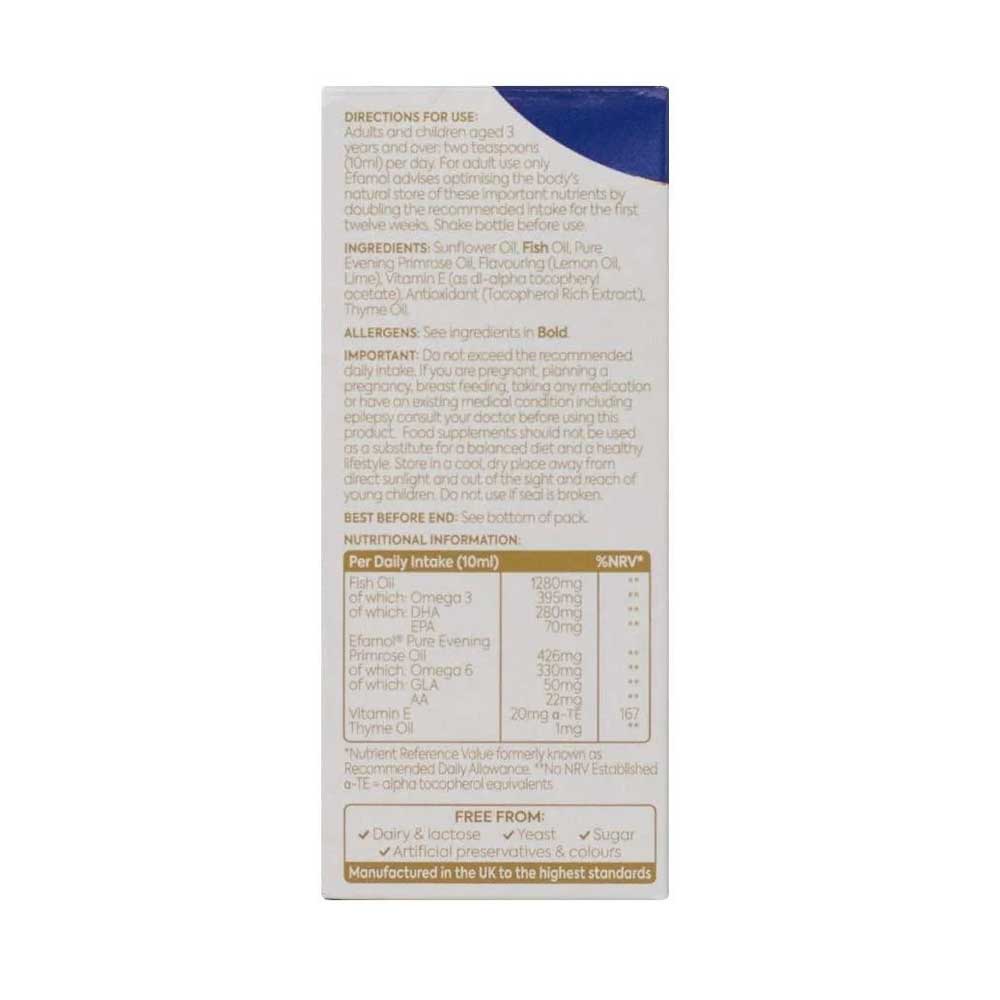 DIRECTIONS FOR USE:
Adults and children aged 3
years and over: two teaspoons
(10ml) per day. For adult use only
Efamol advises optimising the body's
natural store of these important nutrients by
doubling the recommended intake for the first
twelve weeks. Shake bottle before use.
INGREDIENTS: Sunflower Oil, Fish Oil, Pure
Evening Primrose Oil, Flavouring (Lemon Oil,
Lime), Vitamin E (as dl-alpha tocopheryl
acetate), Antioxidant (Tocopherol Rich Extract),
Thyme Oil.
ALLERGENS: See ingredients in Bold.
IMPORTANT: Do not exceed the recommended
daily intake. If you are pregnant, planning a
pregnancy, breast feeding, taking any medication
or have an existing medical condition including
epilepsy consult your doctor before using this
product. Food supplements should not be used
as a substitute for a balanced diet and a healthy
lifestyle. Store in a cool, dry place away from
direct sunlight and out of the sight and reach of
young children. Do not use if seal is broken.
BEST BEFORE END: See bottom of pack.
NUTRITIONAL INFORMATION:
Per Daily Intake (10ml) %NRV*
Fish Oil 1280mg **
of which: Omega 3 395mg **
of which: DHA 280mg **
EPA 70mg **
Efamol® Pure Evening
Primrose Oil 426mg **
of which: Omega 6 330mg **
of which: GLA 50mg **
AA 22mg **
Vitamin E 20mg α-TE 167
Thyme Oil 1mg **
*Nutrient Reference Value formerly known as
Recommended Daily Allowance. **No NRV Established
α-TE = alpha tocopherol equivalents
FREE FROM:
✓ Dairy & lactose ✓ Yeast ✓ Sugar
✓ Artificial preservatives & colours
Manufactured in the UK to the highest standards